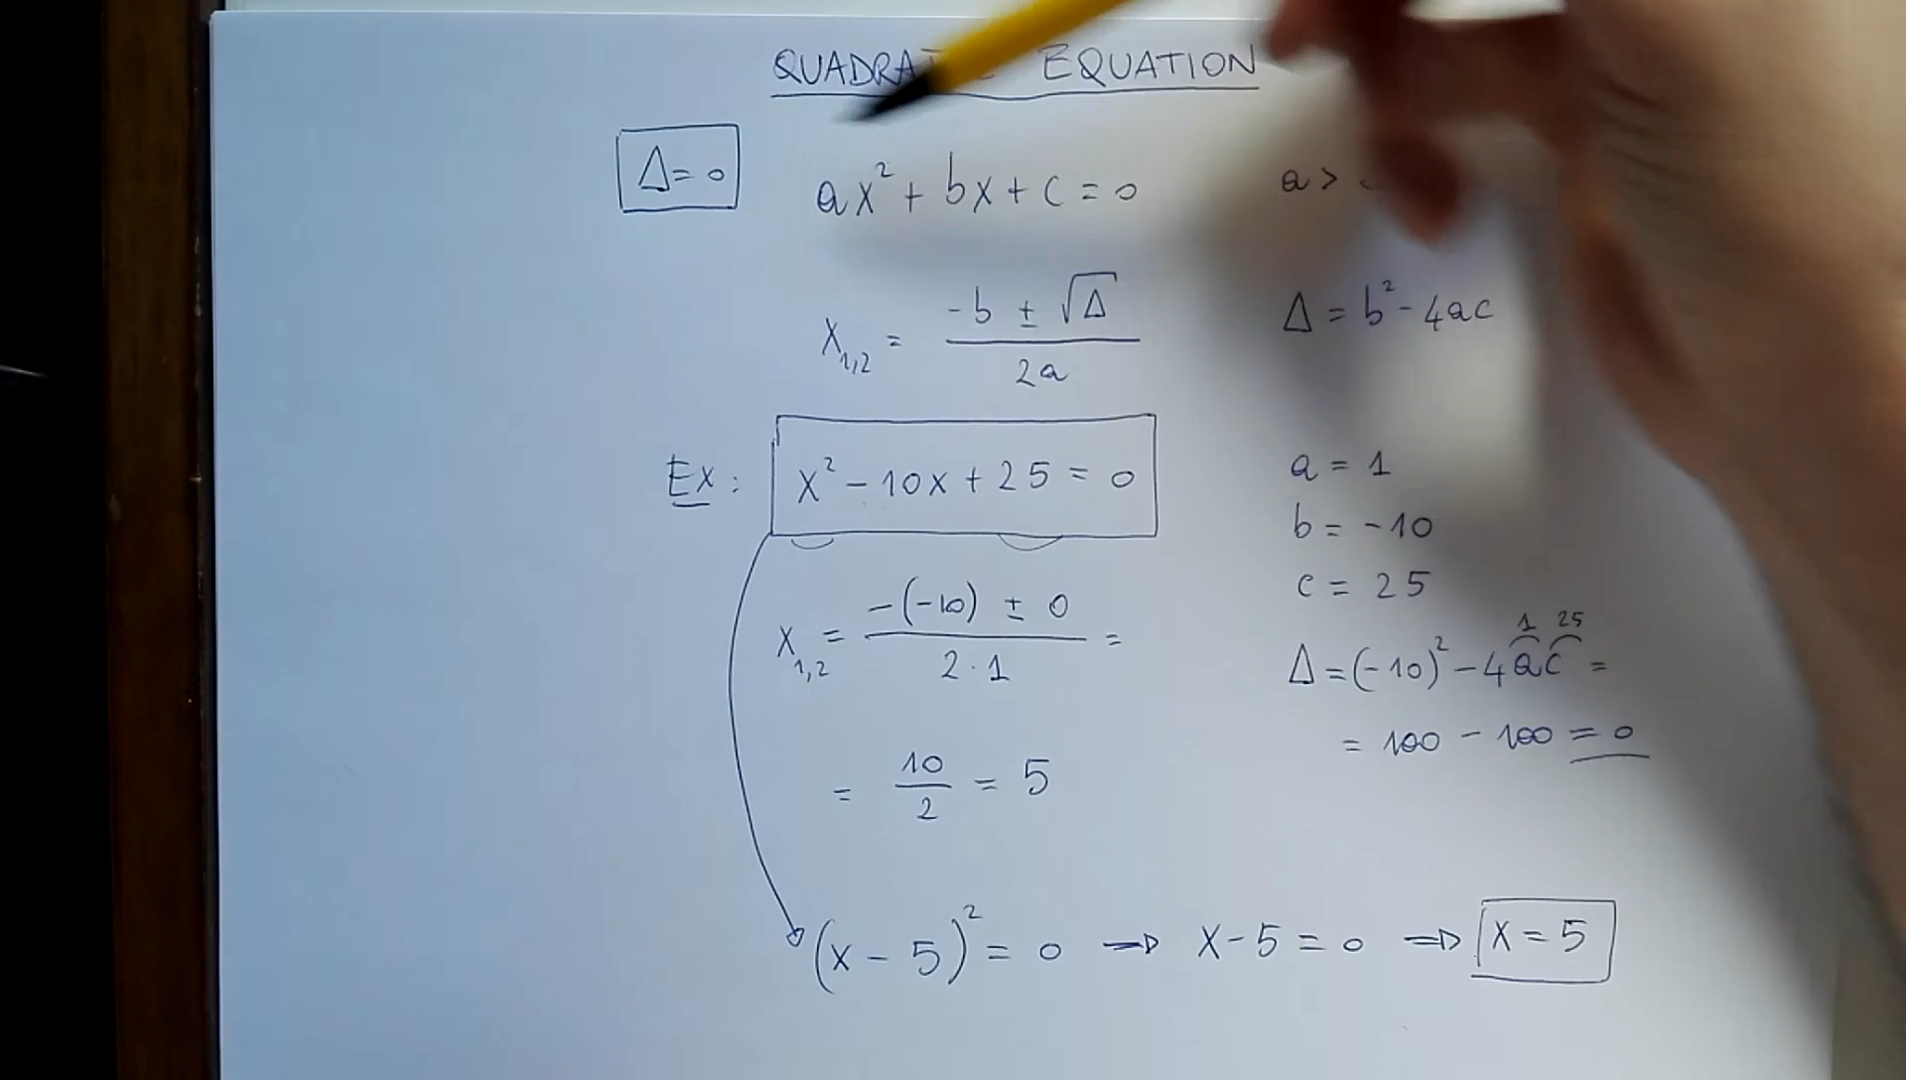 EQUATION
Δ = 0
ax² + bx + c = 0
a >
x₁,₂ = (-b ± √Δ) / 2a
Δ = b² - 4ac
Ex: x² - 10x + 25 = 0
a = 1
b = -10
c = 25
x₁,₂ = (-(-10) ± 0) / (2 · 1) =
1 25
Δ = (-10)² - 4ac =
= 100 - 100 = 0
= 10/2 = 5
(x - 5)² = 0 ⇒ x - 5 = 0 ⇒ x = 5